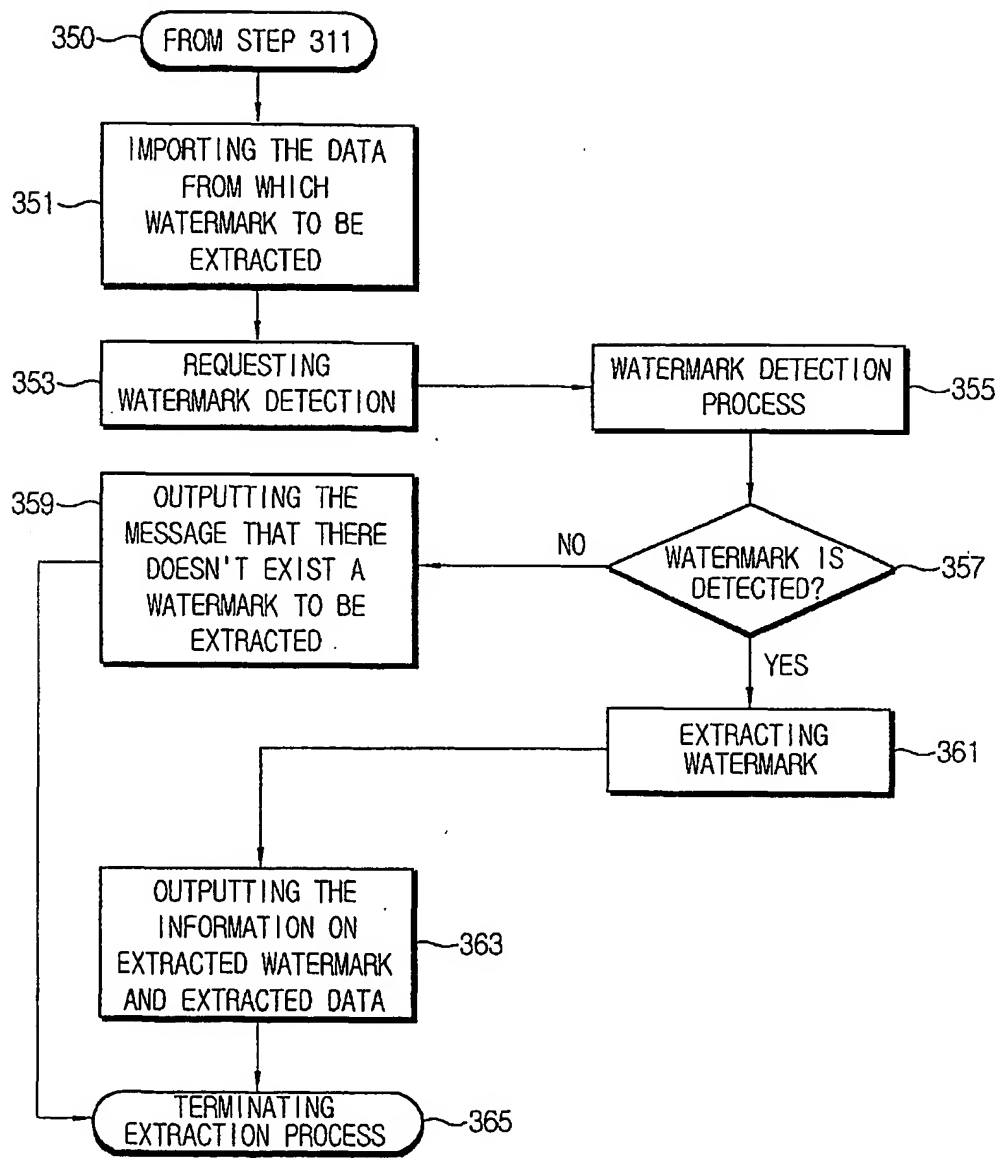 350
FROM STEP 311
IMPORTING THE DATA
FROM WHICH
WATERMARK TO BE
EXTRACTED
351
REQUESTING
WATERMARK DETECTION
353
WATERMARK DETECTION
PROCESS
355
359
OUTPUTTING THE
MESSAGE THAT THERE
DOESN'T EXIST A
WATERMARK TO BE
EXTRACTED
NO
WATERMARK IS
DETECTED?
357
YES
EXTRACTING
WATERMARK
361
OUTPUTTING THE
INFORMATION ON
EXTRACTED WATERMARK
AND EXTRACTED DATA
363
TERMINATING
EXTRACTION PROCESS
365